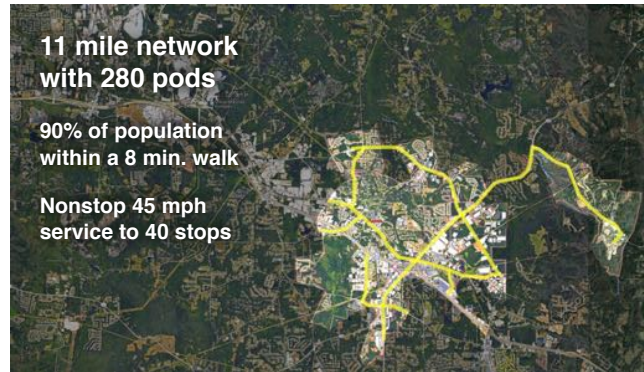 11 mile network
with 280 pods
90% of population
within a 8 min. walk
Nonstop 45 mph
service to 40 stops